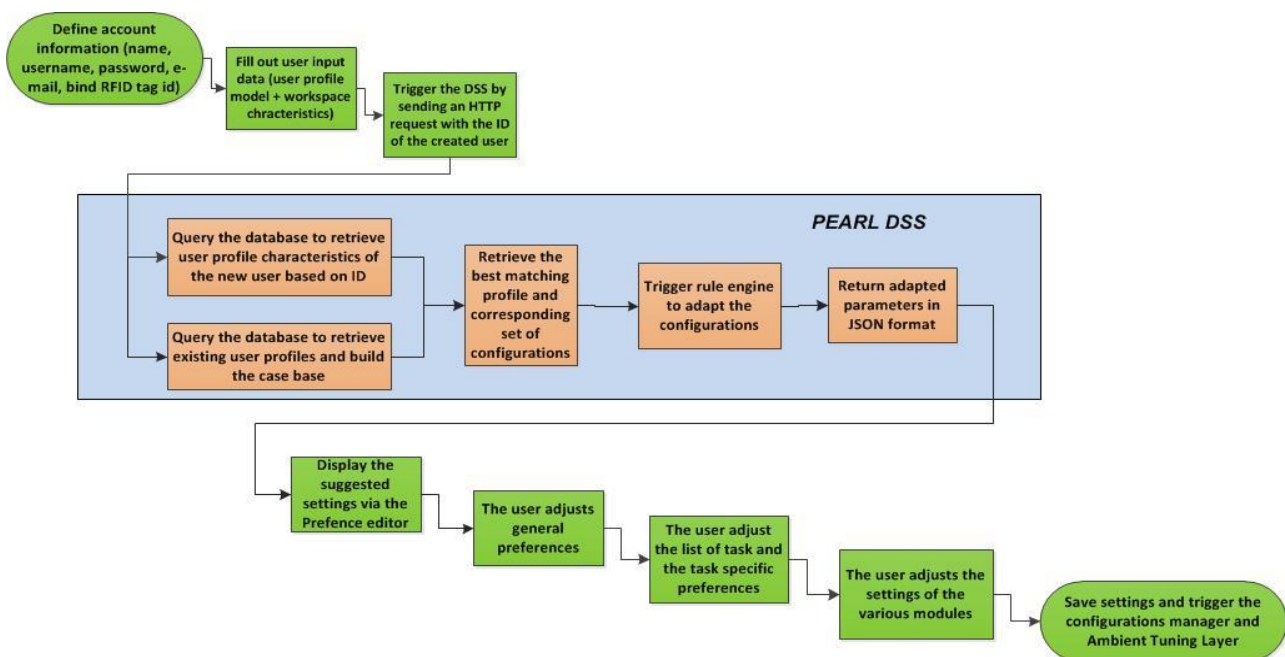 Define account
information (name,
username, password, e-
mail, bind RFID tag id)
Fill out user input
data (user profile
model + workspace
chracteristics)
Trigger the DSS by
sending an HTTP
request with the ID
of the created user
PEARL DSS
Query the database to retrieve
user profile characteristics of
the new user based on ID
Query the database to retrieve
existing user profiles and build
the case base
Retrieve the
best matching
profile and
corresponding
set of
configurations
Trigger rule engine
to adapt the
configurations
Return adapted
parameters in
JSON format
Display the
suggested
settings via the
Prefence editor
The user adjusts
general
preferences
The user adjust
the list of task and
the task specific
preferences
The user adjusts the
settings of the
various modules
Save settings and trigger the
configurations manager and
Ambient Tuning Layer